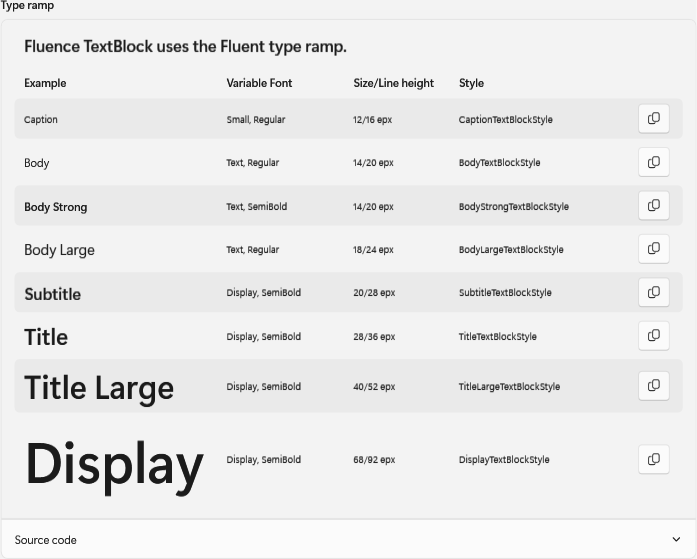 Type ramp
Fluence TextBlock uses the Fluent type ramp.
Example Variable Font Size/Line height Style
Caption Small, Regular 12/16 epx CaptionTextBlockStyle
Body Text, Regular 14/20 epx BodyTextBlockStyle
Body Strong Text, SemiBold 14/20 epx BodyStrongTextBlockStyle
Body Large Text, Regular 18/24 epx BodyLargeTextBlockStyle
Subtitle Display, SemiBold 20/28 epx SubtitleTextBlockStyle
Title Display, SemiBold 28/36 epx TitleTextBlockStyle
Title Large Display, SemiBold 40/52 epx TitleLargeTextBlockStyle
Display Display, SemiBold 68/92 epx DisplayTextBlockStyle
Source code